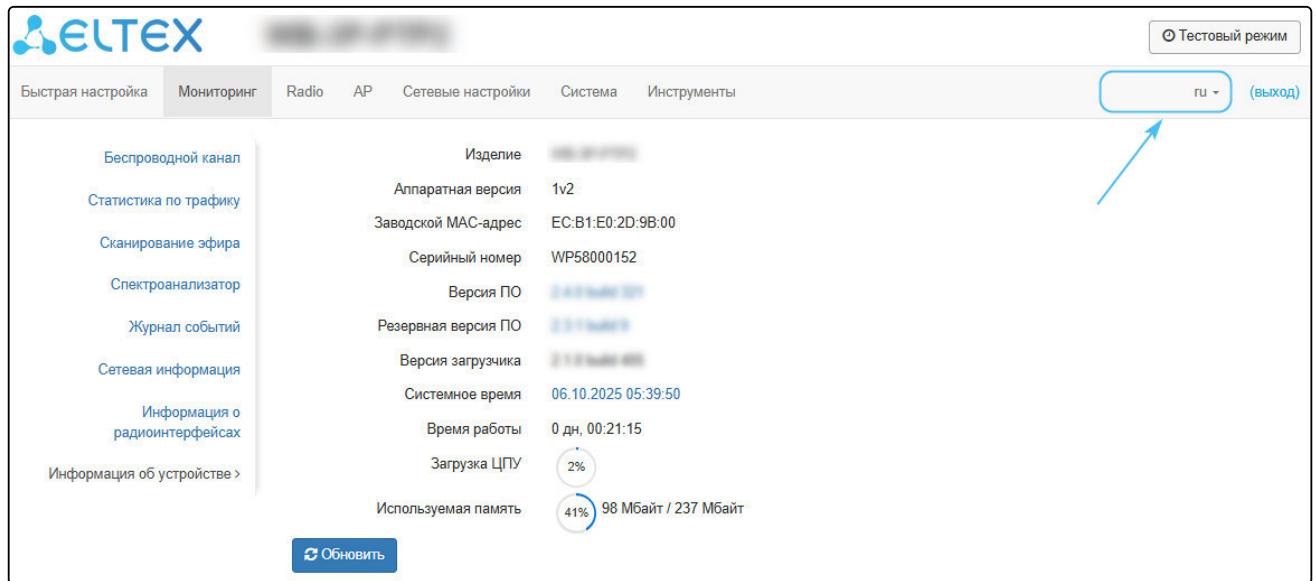 ELTEX
Тестовый режим
Быстрая настройка Мониторинг Radio AP Сетевые настройки Система Инструменты ru (выход)
Беспроводной канал
Статистика по трафику
Сканирование эфира
Спектроанализатор
Журнал событий
Сетевая информация
Информация о
радиоинтерфейсах
Информация об устройстве >
Изделие
Аппаратная версия 1v2
Заводской MAC-адрес EC:B1:E0:2D:9B:00
Серийный номер WP58000152
Версия ПО
Резервная версия ПО
Версия загрузчика
Системное время 06.10.2025 05:39:50
Время работы 0 дн, 00:21:15
Загрузка ЦПУ 2%
Используемая память 41% 98 Мбайт / 237 Мбайт
Обновить